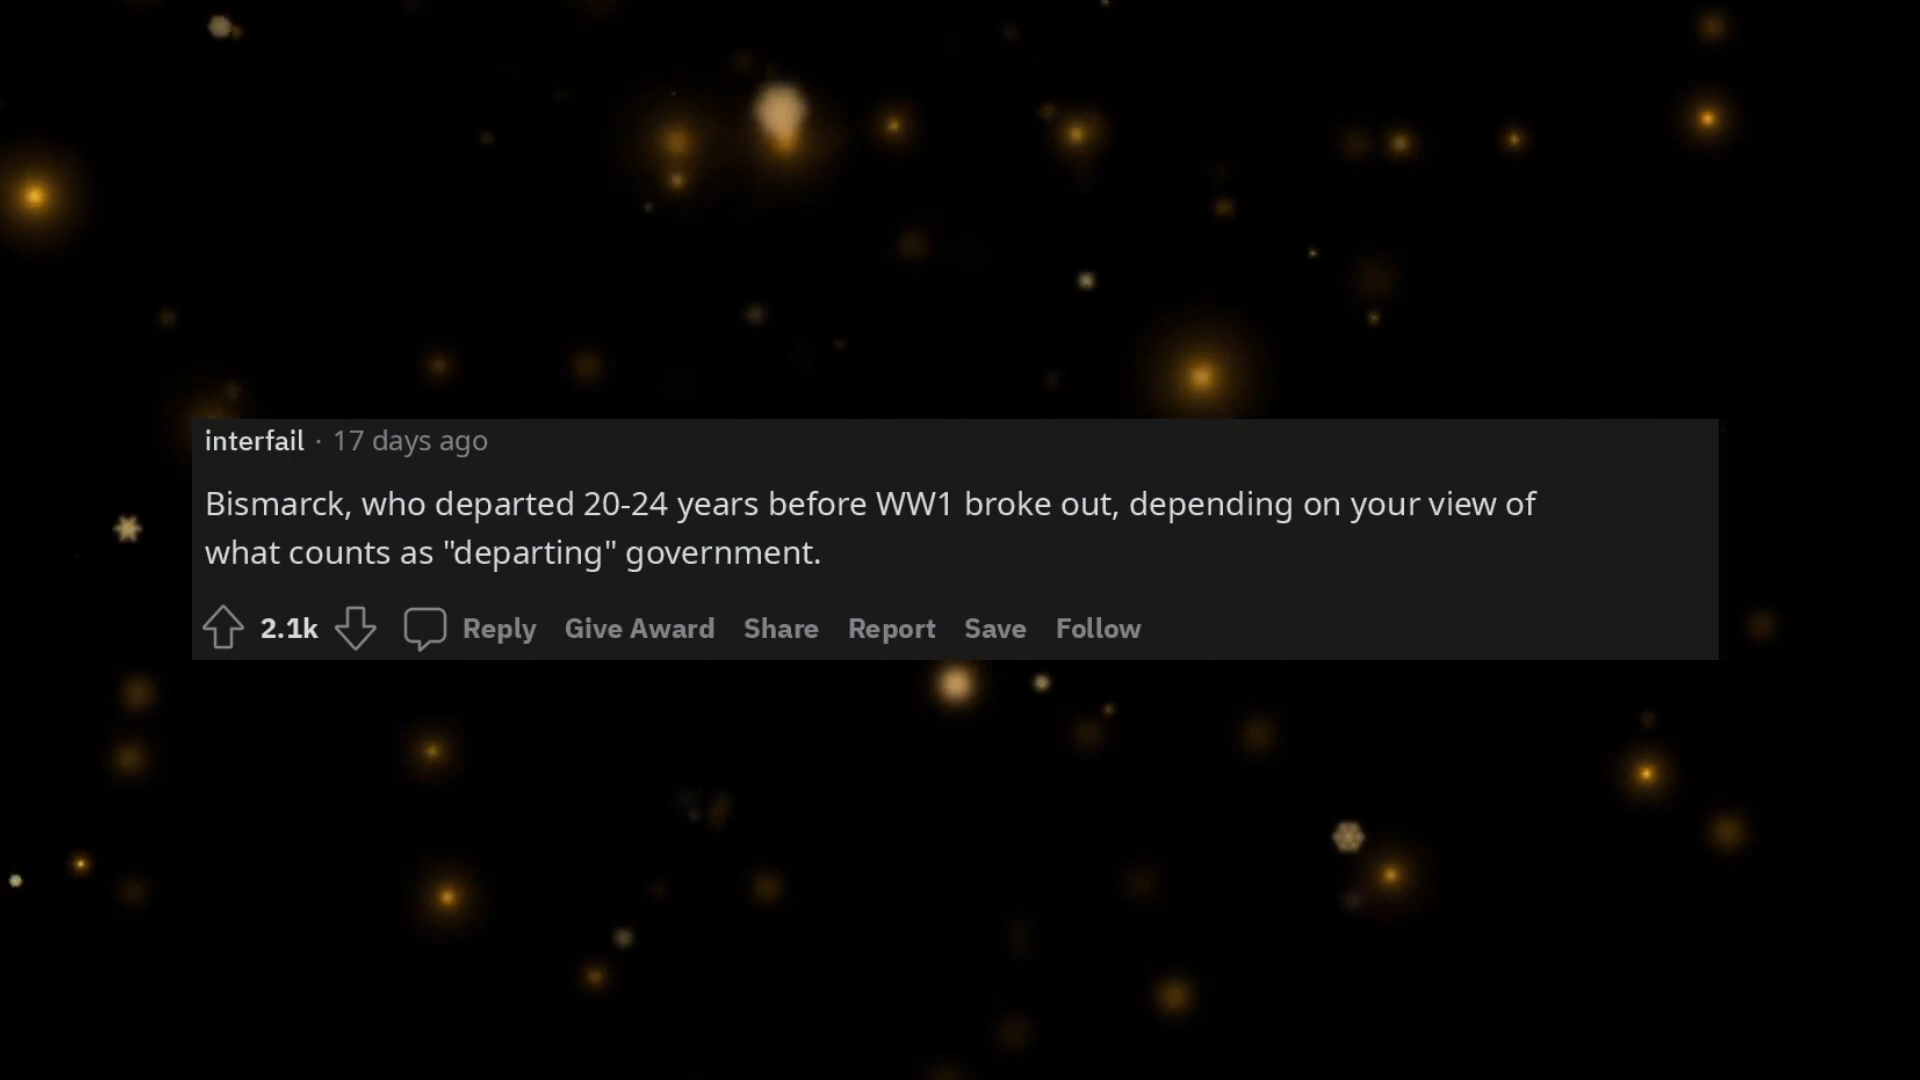 interfail · 17 days ago
Bismarck, who departed 20-24 years before WW1 broke out, depending on your view of
what counts as "departing" government.
2.1k Reply Give Award Share Report Save Follow